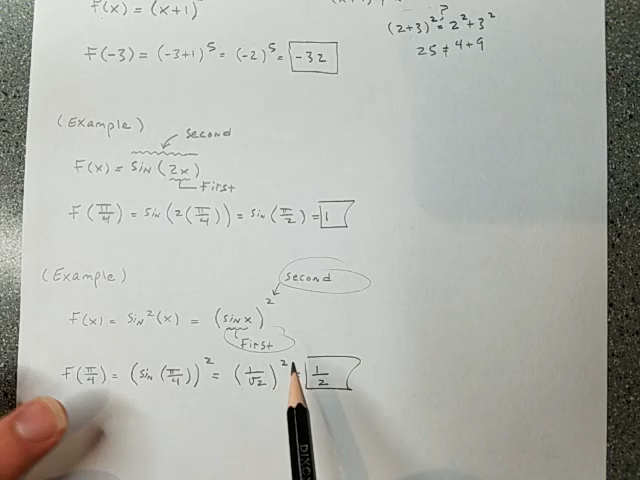 F(x) = (x+1)
?
(2+3)² = 2² + 3²
25 ≠ 4+9
F(-3) = (-3+1)⁵ = (-2)⁵ = -32
(Example)
second
F(x) = sin(2x)
First
F(π/4) = sin(2(π/4)) = sin(π/2) = 1
(Example)
second
F(x) = sin²(x) = (sin x)²
First
F(π/4) = (sin(π/4))² = (1/√2)² = 1/2
DIXON